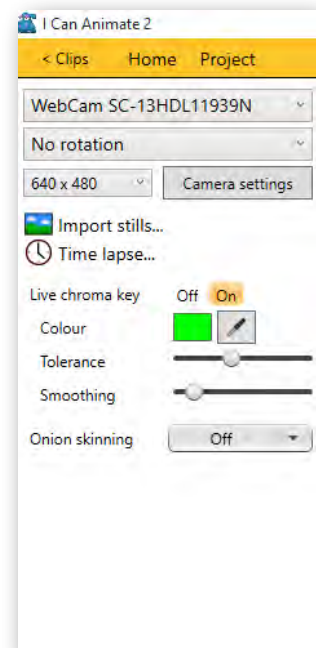 I Can Animate 2
< Clips Home Project
WebCam SC-13HDL11939N
No rotation
640 x 480 Camera settings
Import stills...
Time lapse...
Live chroma key Off On
Colour
Tolerance
Smoothing
Onion skinning Off